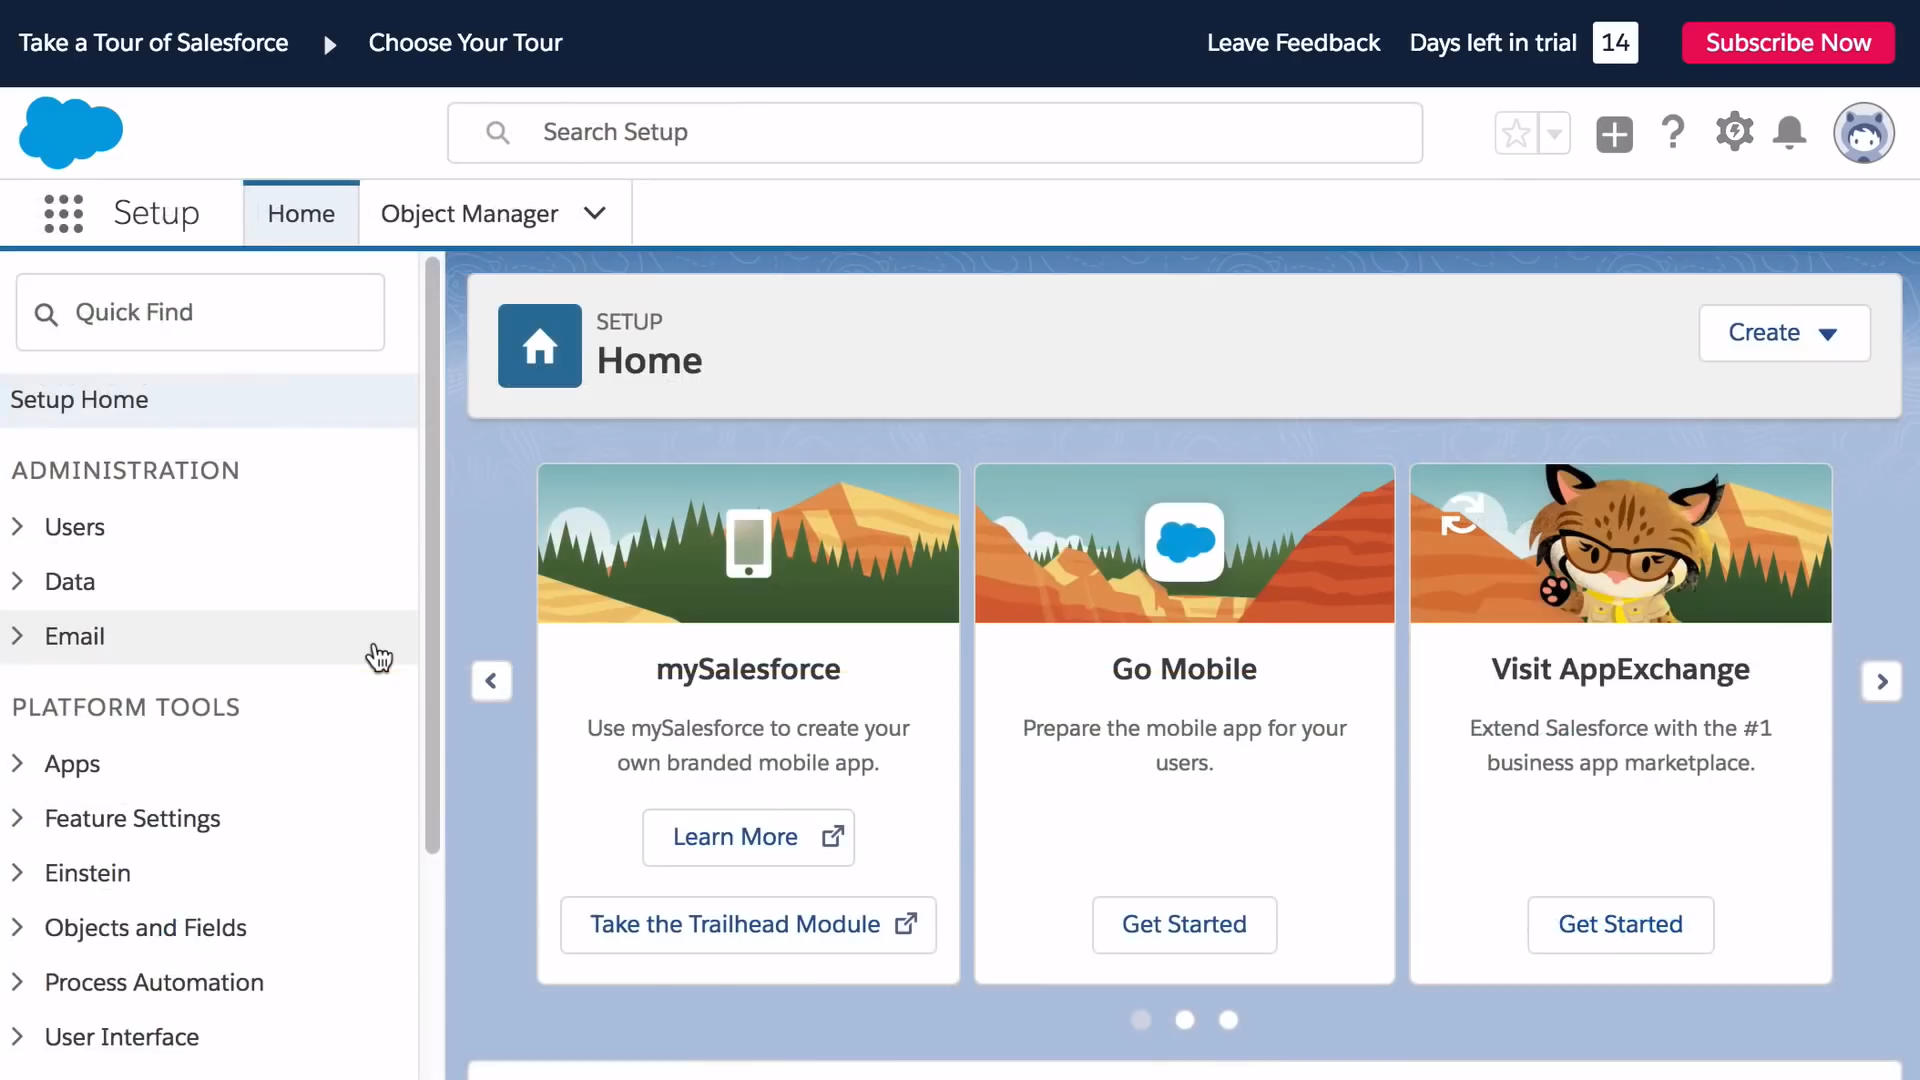 Take a Tour of Salesforce
Choose Your Tour
Leave Feedback
Days left in trial
14
Subscribe Now
Search Setup
Setup
Home
Object Manager
Quick Find
SETUP
Home
Create
Setup Home
ADMINISTRATION
Users
Data
Email
PLATFORM TOOLS
Apps
Feature Settings
Einstein
Objects and Fields
Process Automation
User Interface
mySalesforce
Use mySalesforce to create your
own branded mobile app.
Learn More
Take the Trailhead Module
Go Mobile
Prepare the mobile app for your
users.
Get Started
Visit AppExchange
Extend Salesforce with the #1
business app marketplace.
Get Started